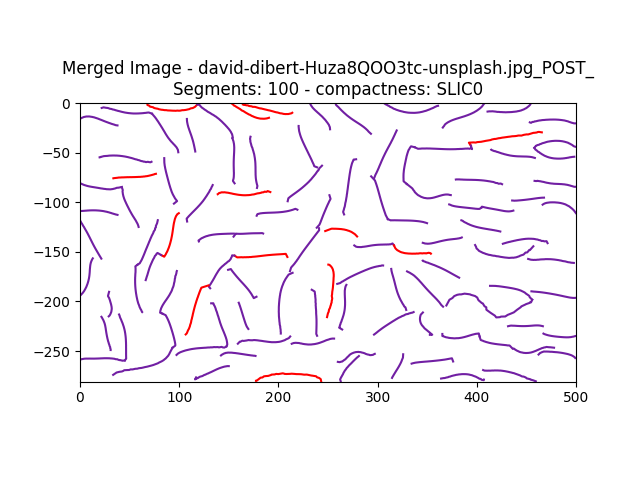 Merged Image - david-dibert-Huza8QOO3tc-unsplash.jpg_POST_
Segments: 100 - compactness: SLIC0
0
−50
−100
−150
−200
−250
0 100 200 300 400 500